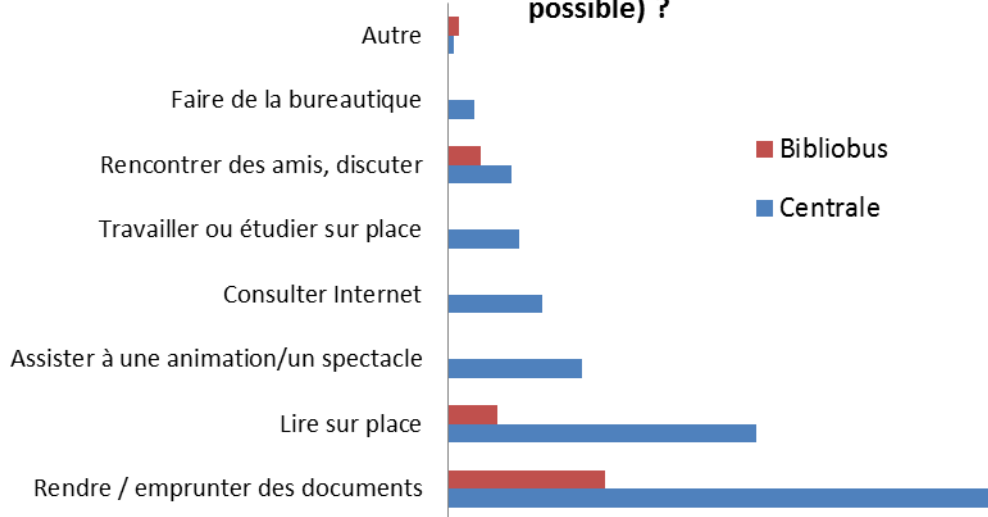 possible) ?
Autre
Faire de la bureautique
Rencontrer des amis, discuter
Travailler ou étudier sur place
Consulter Internet
Assister à une animation/un spectacle
Lire sur place
Rendre / emprunter des documents
Bibliobus
Centrale